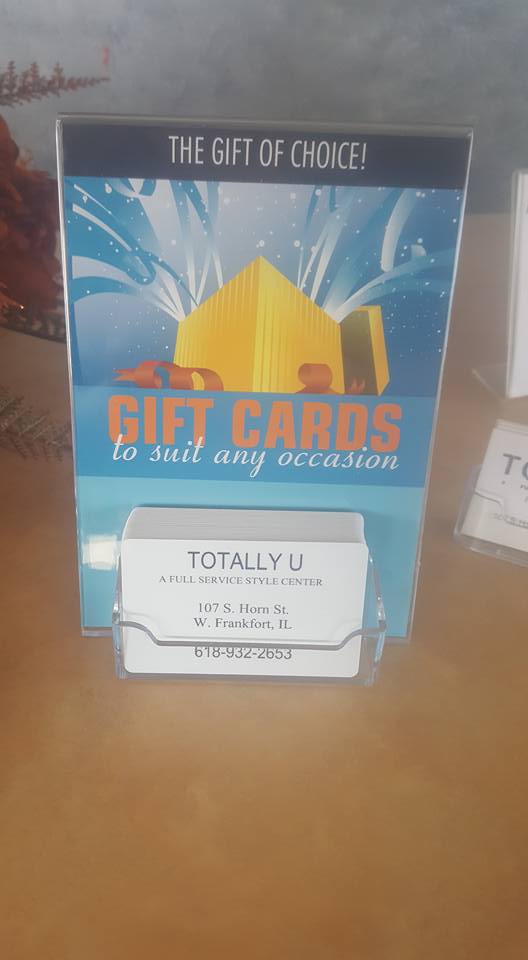 THE GIFT OF CHOICE!
GIFT CARDS
to suit any occasion
TOTALLY U
A FULL SERVICE STYLE CENTER
107 S. Horn St.
W. Frankfort, IL
618-932-2653